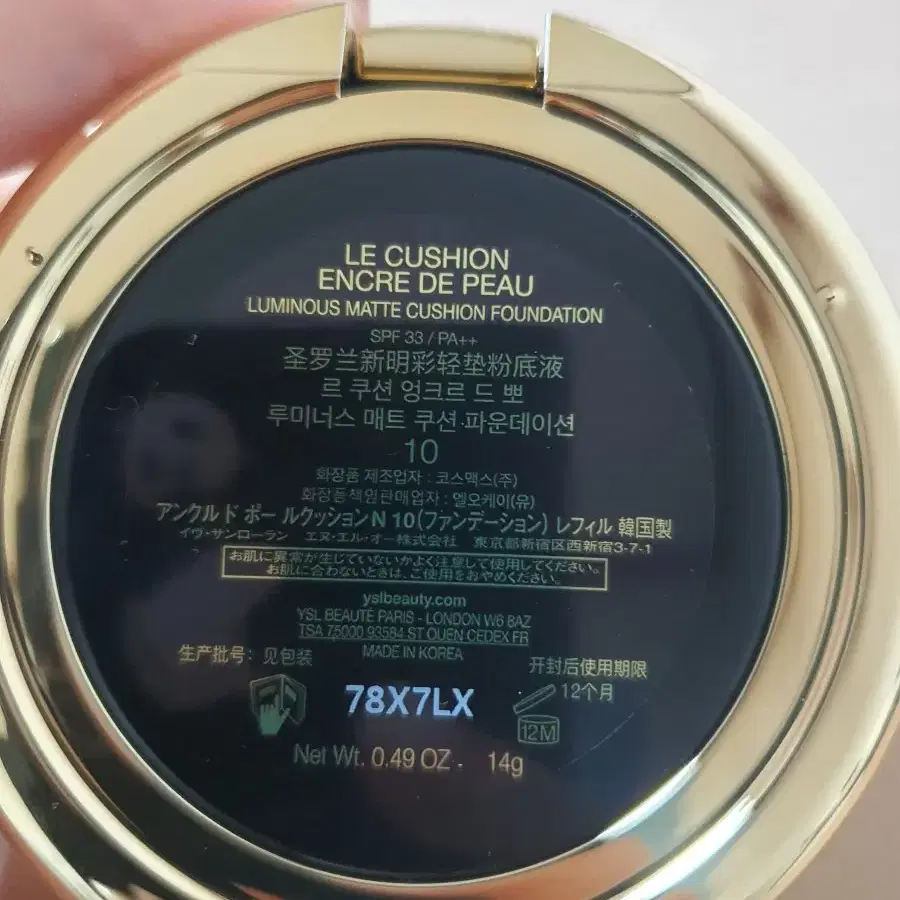 LE CUSHION
ENCRE DE PEAU
LUMINOUS MATTE CUSHION FOUNDATION
SPF 33 / PA++
圣罗兰新明彩轻垫粉底液
르 쿠션 엉크르 드 뽀
루미너스 매트 쿠션 파운데이션
10
화장품 제조업자 : 코스맥스(주)
화장품책임판매업자 : 엘오케이(유)
アンクル ド ポー ルクッション N 10 (ファンデーション) レフィル 韓国製
イヴ・サンローラン エヌ・エル・オー株式会社 東京都新宿区西新宿3-7-1
お肌に異常が生じていないかよく注意して使用してください。
お肌に合わないときは、ご使用をおやめください。
yslbeauty.com
YSL BEAUTÉ PARIS - LONDON W6 8AZ
TSA 75000 93584 ST OUEN CEDEX FR
MADE IN KOREA
生产批号：见包装
开封后使用期限
12个月
78X7LX
12M
Net Wt. 0.49 OZ - 14g